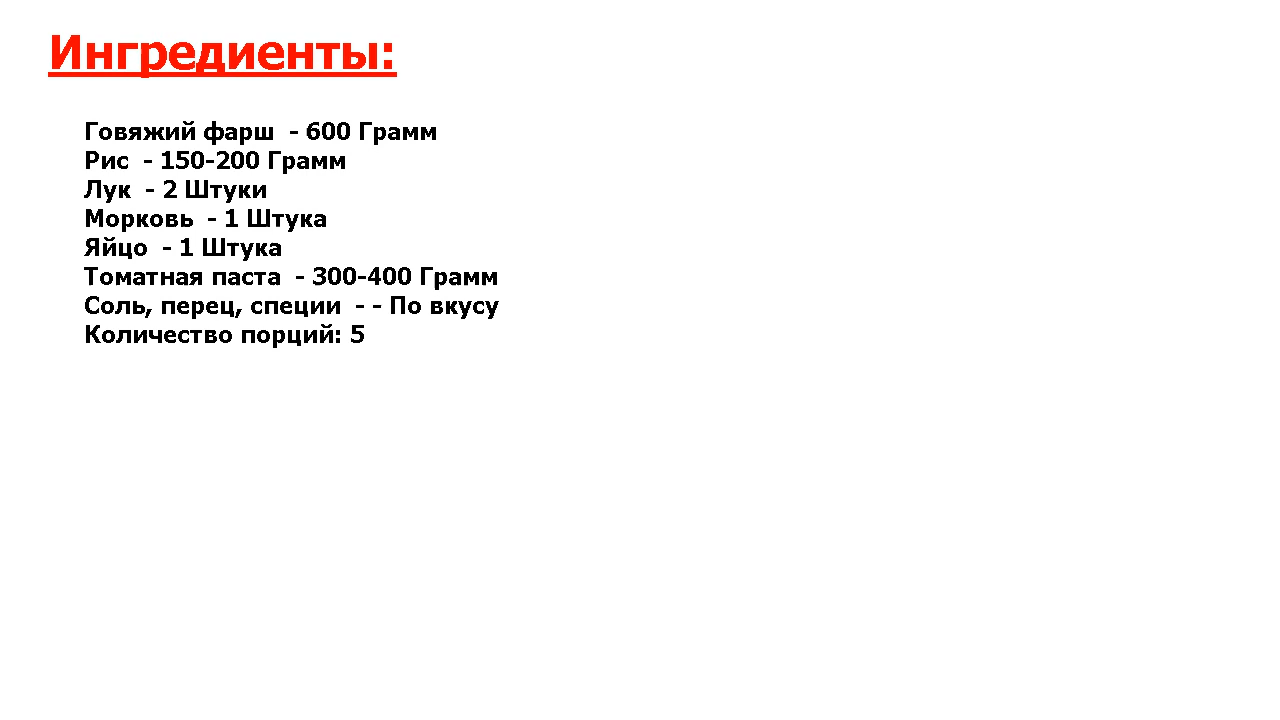 Ингредиенты:
Говяжий фарш  - 600 Грамм
Рис  - 150-200 Грамм
Лук  - 2 Штуки
Морковь  - 1 Штука
Яйцо  - 1 Штука
Томатная паста  - 300-400 Грамм
Соль, перец, специи  - - По вкусу
Количество порций: 5